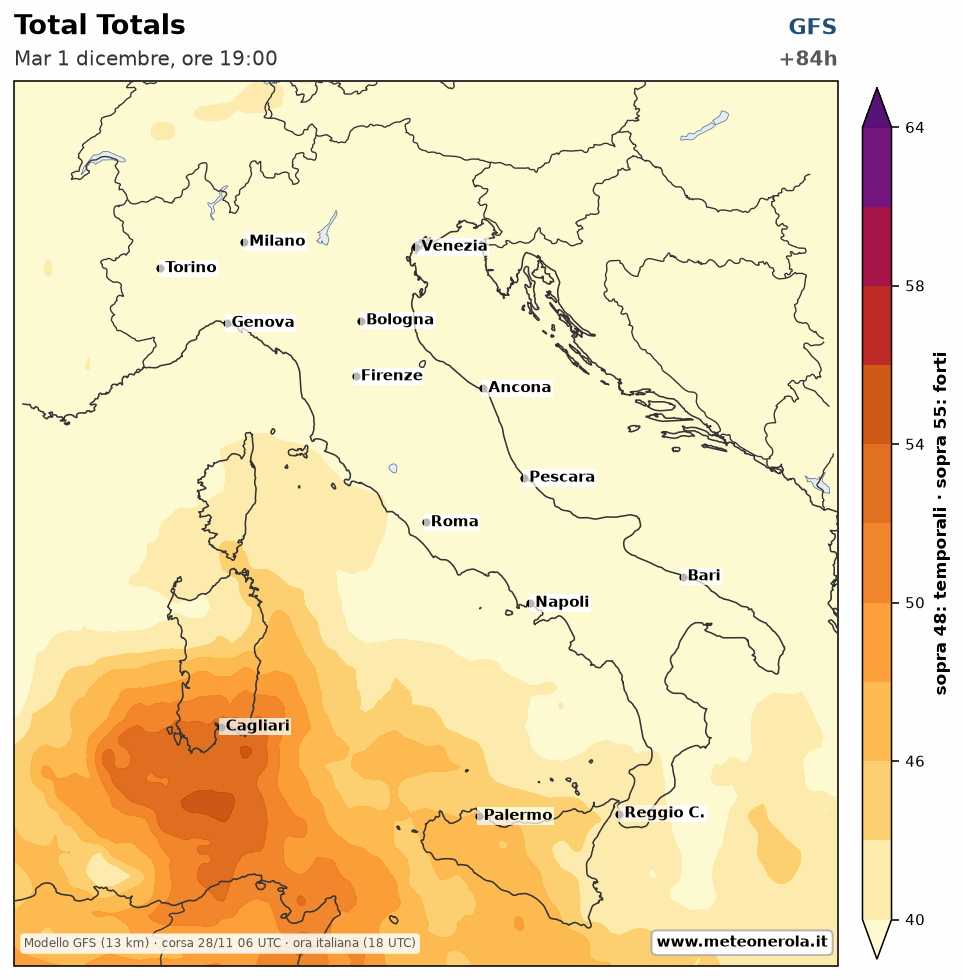 Total Totals
GFS
Mar 1 dicembre, ore 19:00
+84h
Milano
Venezia
Torino
Genova
Bologna
Firenze
Ancona
Pescara
Roma
Bari
Napoli
Cagliari
Palermo
Reggio C.
64
58
54
50
46
40
sopra 48: temporali · sopra 55: forti
Modello GFS (13 km) · corsa 28/11 06 UTC · ora italiana (18 UTC)
www.meteonerola.it